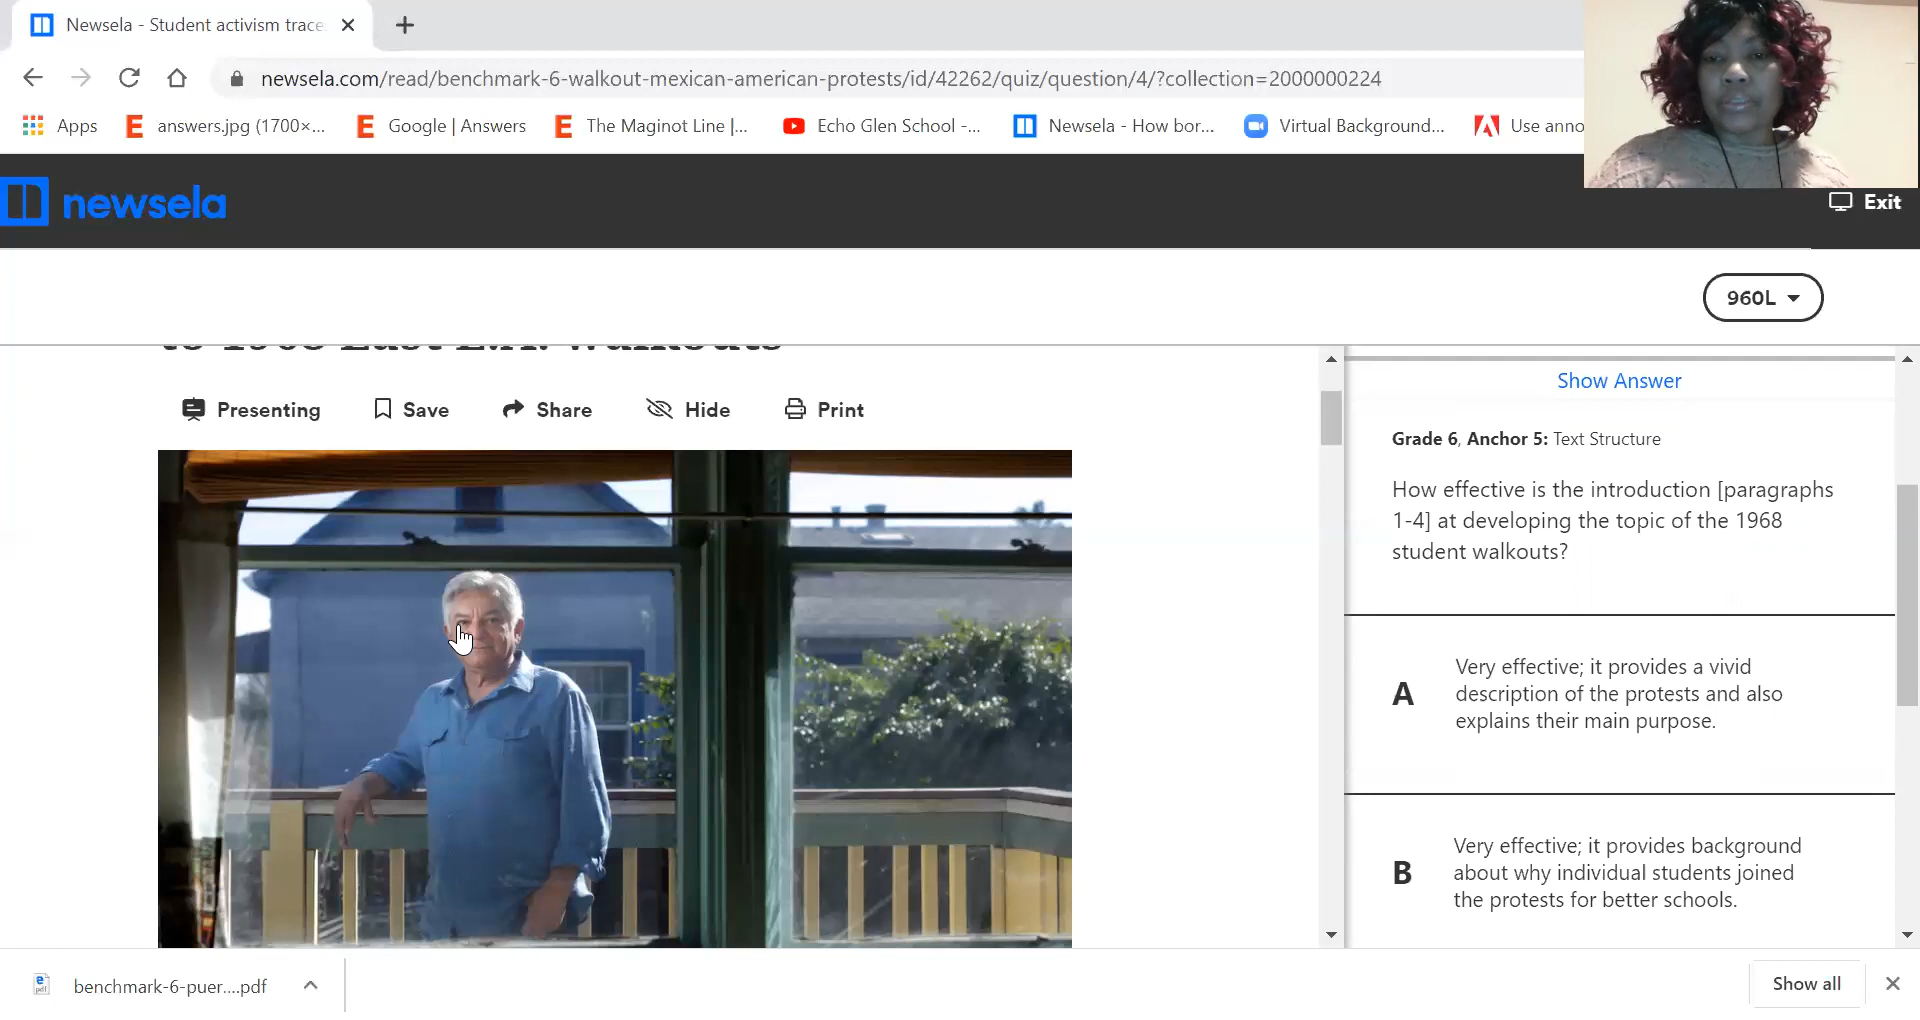 Newsela - Student activism trace
newsela.com/read/benchmark-6-walkout-mexican-american-protests/id/42262/quiz/question/4/?collection=2000000224
Apps answers.jpg (1700×... Google | Answers The Maginot Line |... Echo Glen School -... Newsela - How bor... Virtual Background... Use anno
newsela
Exit
960L
to 1968 East L.A. Walkouts
Presenting Save Share Hide Print
Show Answer
Grade 6, Anchor 5: Text Structure
How effective is the introduction [paragraphs
1-4] at developing the topic of the 1968
student walkouts?
A
Very effective; it provides a vivid
description of the protests and also
explains their main purpose.
B
Very effective; it provides background
about why individual students joined
the protests for better schools.
benchmark-6-puer....pdf
Show all